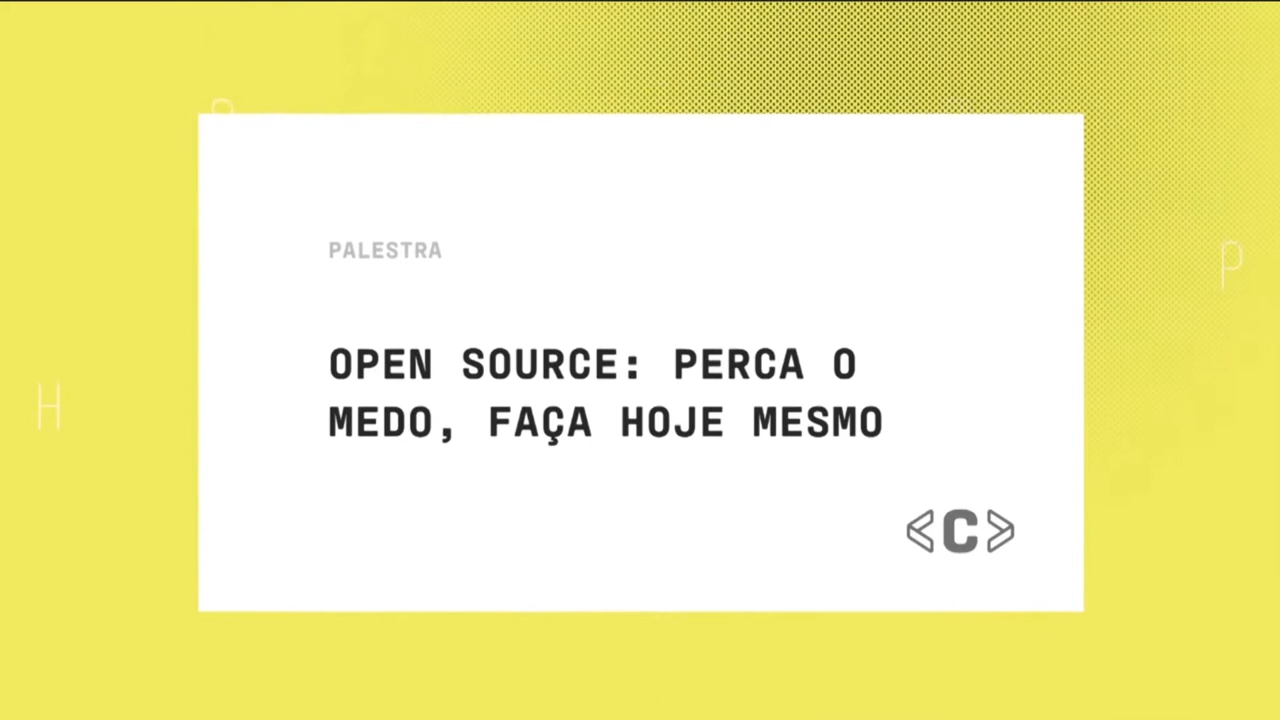 P
H
PALESTRA
OPEN SOURCE: PERCA O
MEDO, FAÇA HOJE MESMO
<C>